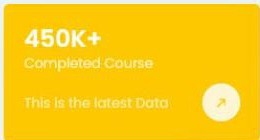 450K+
Completed Course
This is the latest Data